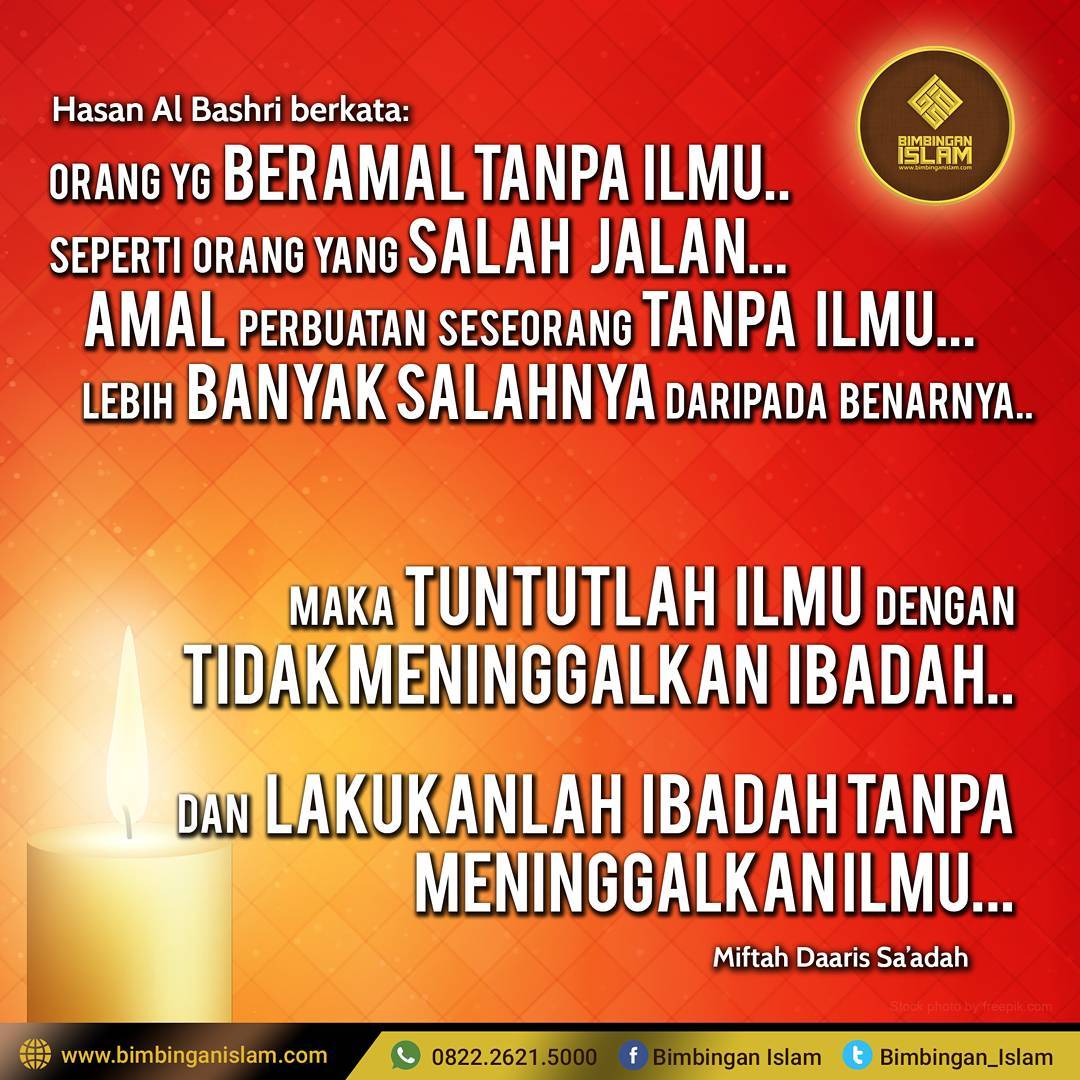 Hasan Al Bashri berkata:
BIMBINGAN
ISLAM
www.bimbinganislam.com
ORANG YG BERAMAL TANPA ILMU..
SEPERTI ORANG YANG SALAH JALAN...
AMAL PERBUATAN SESEORANG TANPA ILMU...
LEBIH BANYAK SALAHNYA DARIPADA BENARNYA..
MAKA TUNTUTLAH ILMU DENGAN
TIDAK MENINGGALKAN IBADAH..
DAN LAKUKANLAH IBADAH TANPA
MENINGGALKAN ILMU...
Miftah Daaris Sa'adah
Stock photo by freepik.com
www.bimbinganislam.com 0822.2621.5000 Bimbingan Islam Bimbingan_Islam